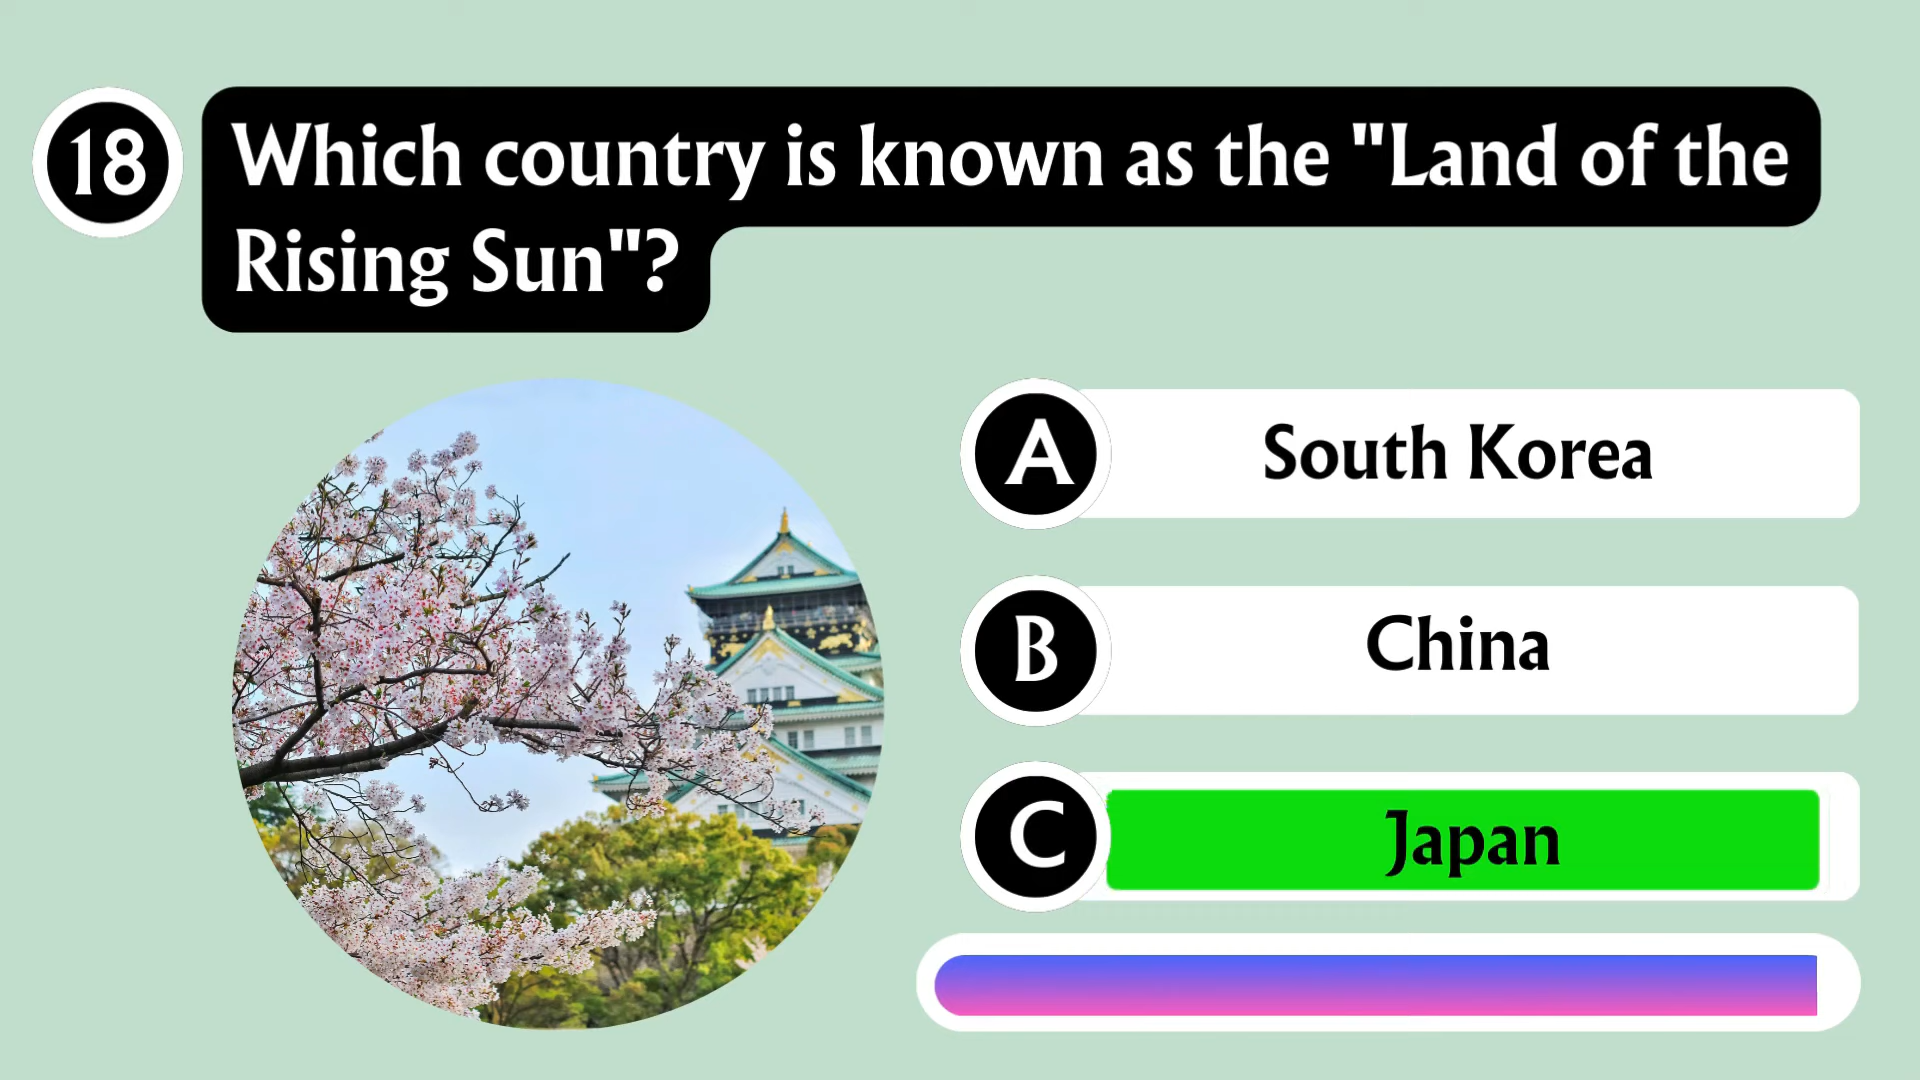 18
Which country is known as the "Land of the
Rising Sun"?
A
South Korea
B
China
C
Japan